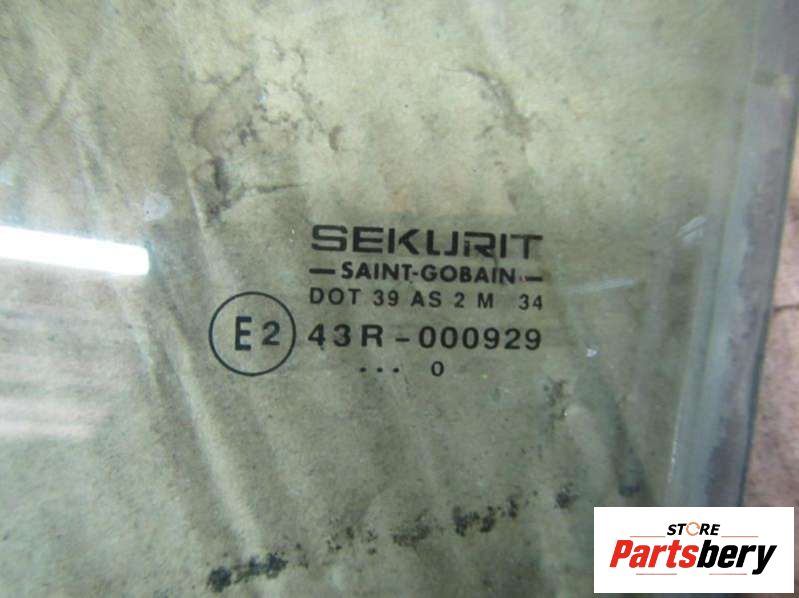 SEKURIT
SAINT-GOBAIN
DOT 39 AS 2 M 34
E2 43R-000929
... 0
STORE
Partsbery